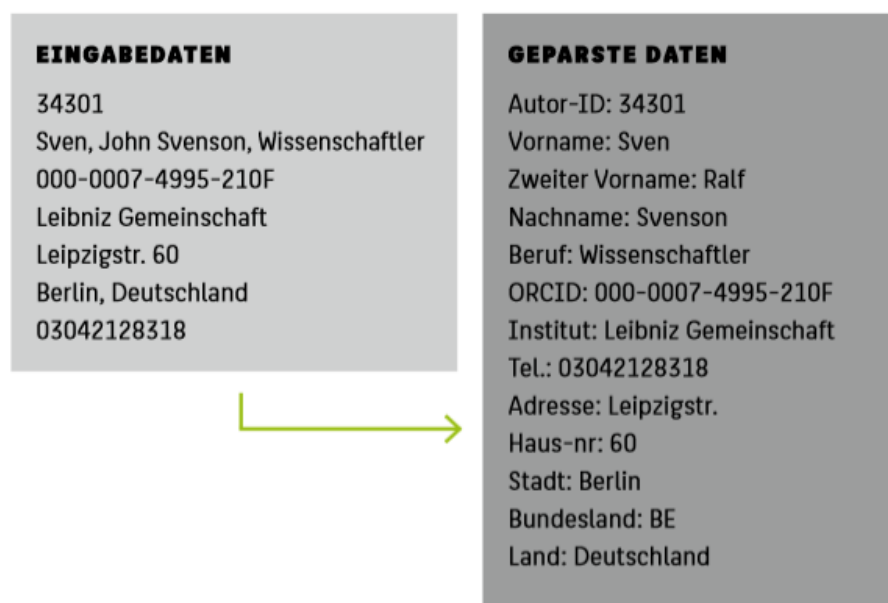 EINGABEDATEN
34301
Sven, John Svenson, Wissenschaftler
000-0007-4995-210F
Leibniz Gemeinschaft
Leipzigstr. 60
Berlin, Deutschland
03042128318
GEPARSTE DATEN
Autor-ID: 34301
Vorname: Sven
Zweiter Vorname: Ralf
Nachname: Svenson
Beruf: Wissenschaftler
ORCID: 000-0007-4995-210F
Institut: Leibniz Gemeinschaft
Tel.: 03042128318
Adresse: Leipzigstr.
Haus-nr: 60
Stadt: Berlin
Bundesland: BE
Land: Deutschland